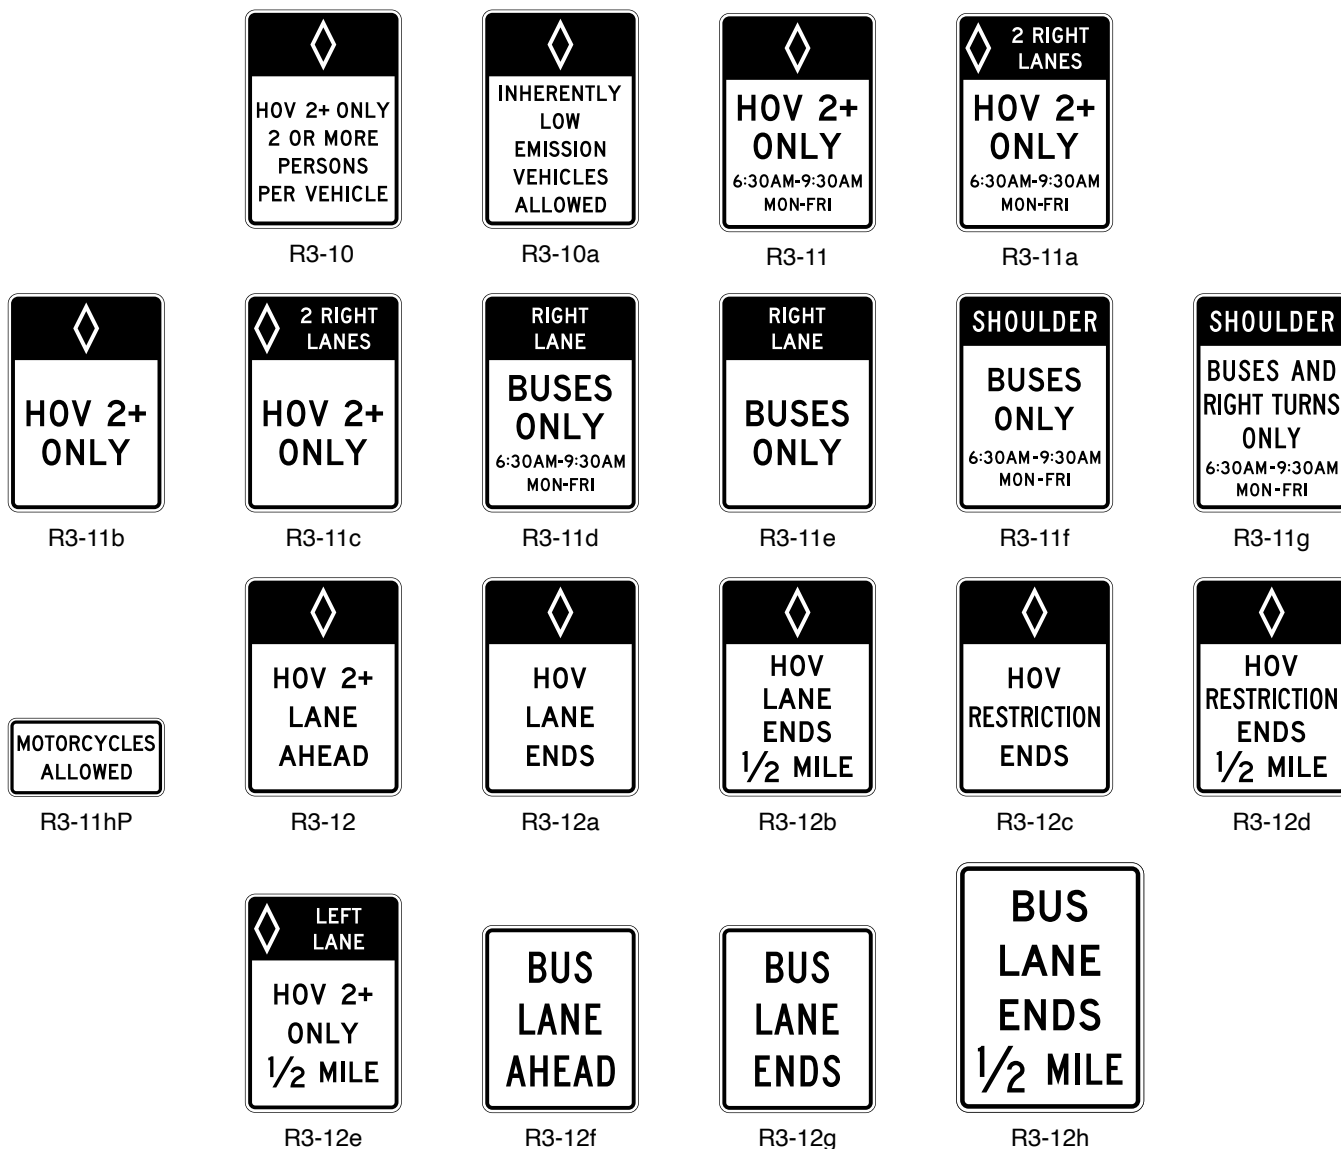 HOV 2+ ONLY
2 OR MORE
PERSONS
PER VEHICLE
R3-10
INHERENTLY
LOW
EMISSION
VEHICLES
ALLOWED
R3-10a
HOV 2+
ONLY
6:30AM-9:30AM
MON-FRI
R3-11
2 RIGHT
LANES
HOV 2+
ONLY
6:30AM-9:30AM
MON-FRI
R3-11a
HOV 2+
ONLY
R3-11b
2 RIGHT
LANES
HOV 2+
ONLY
R3-11c
RIGHT
LANE
BUSES
ONLY
6:30AM-9:30AM
MON-FRI
R3-11d
RIGHT
LANE
BUSES
ONLY
R3-11e
SHOULDER
BUSES
ONLY
6:30AM-9:30AM
MON-FRI
R3-11f
SHOULDER
BUSES AND
RIGHT TURNS
ONLY
6:30AM-9:30AM
MON-FRI
R3-11g
MOTORCYCLES
ALLOWED
R3-11hP
HOV 2+
LANE
AHEAD
R3-12
HOV
LANE
ENDS
R3-12a
HOV
LANE
ENDS
1/2 MILE
R3-12b
HOV
RESTRICTION
ENDS
R3-12c
HOV
RESTRICTION
ENDS
1/2 MILE
R3-12d
LEFT
LANE
HOV 2+
ONLY
1/2 MILE
R3-12e
BUS
LANE
AHEAD
R3-12f
BUS
LANE
ENDS
R3-12g
BUS
LANE
ENDS
1/2 MILE
R3-12h